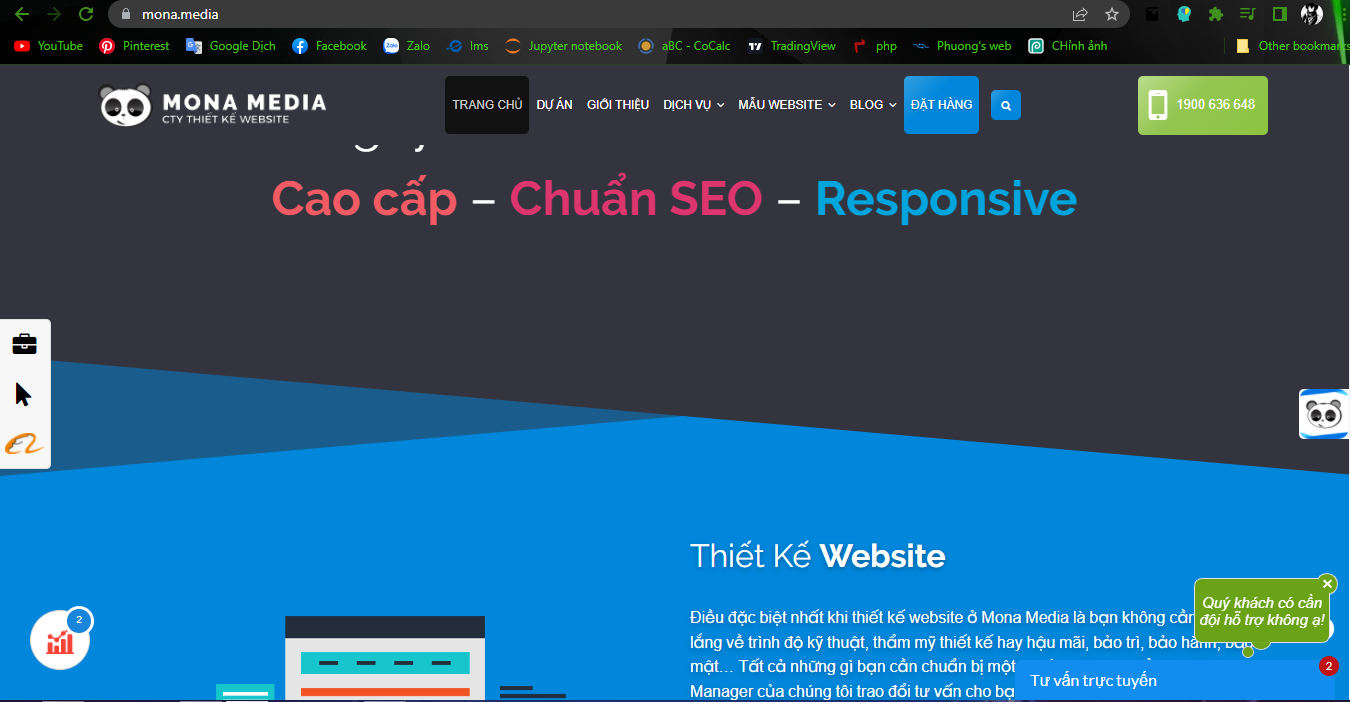 mona.media
YouTube Pinterest Google Dịch Facebook Zalo lms Jupyter notebook aBC - CoCalc TradingView php Phuong's web CHỉnh ảnh Other bookmarks
MONA MEDIA
CTY THIẾT KẾ WEBSITE
TRANG CHỦ DỰ ÁN GIỚI THIỆU DỊCH VỤ MẪU WEBSITE BLOG ĐẶT HÀNG
1900 636 648
Cao cấp – Chuẩn SEO – Responsive
Thiết Kế Website
Điều đặc biệt nhất khi thiết kế website ở Mona Media là bạn không cần
lắng về trình độ kỹ thuật, thẩm mỹ thiết kế hay hậu mãi, bảo trì, bảo hành, bảo
mật... Tất cả những gì bạn cần chuẩn bị một
Manager của chúng tôi trao đổi tư vấn cho bạ
Quý khách có cần
đội hỗ trợ không ạ!
2
Tư vấn trực tuyến
2